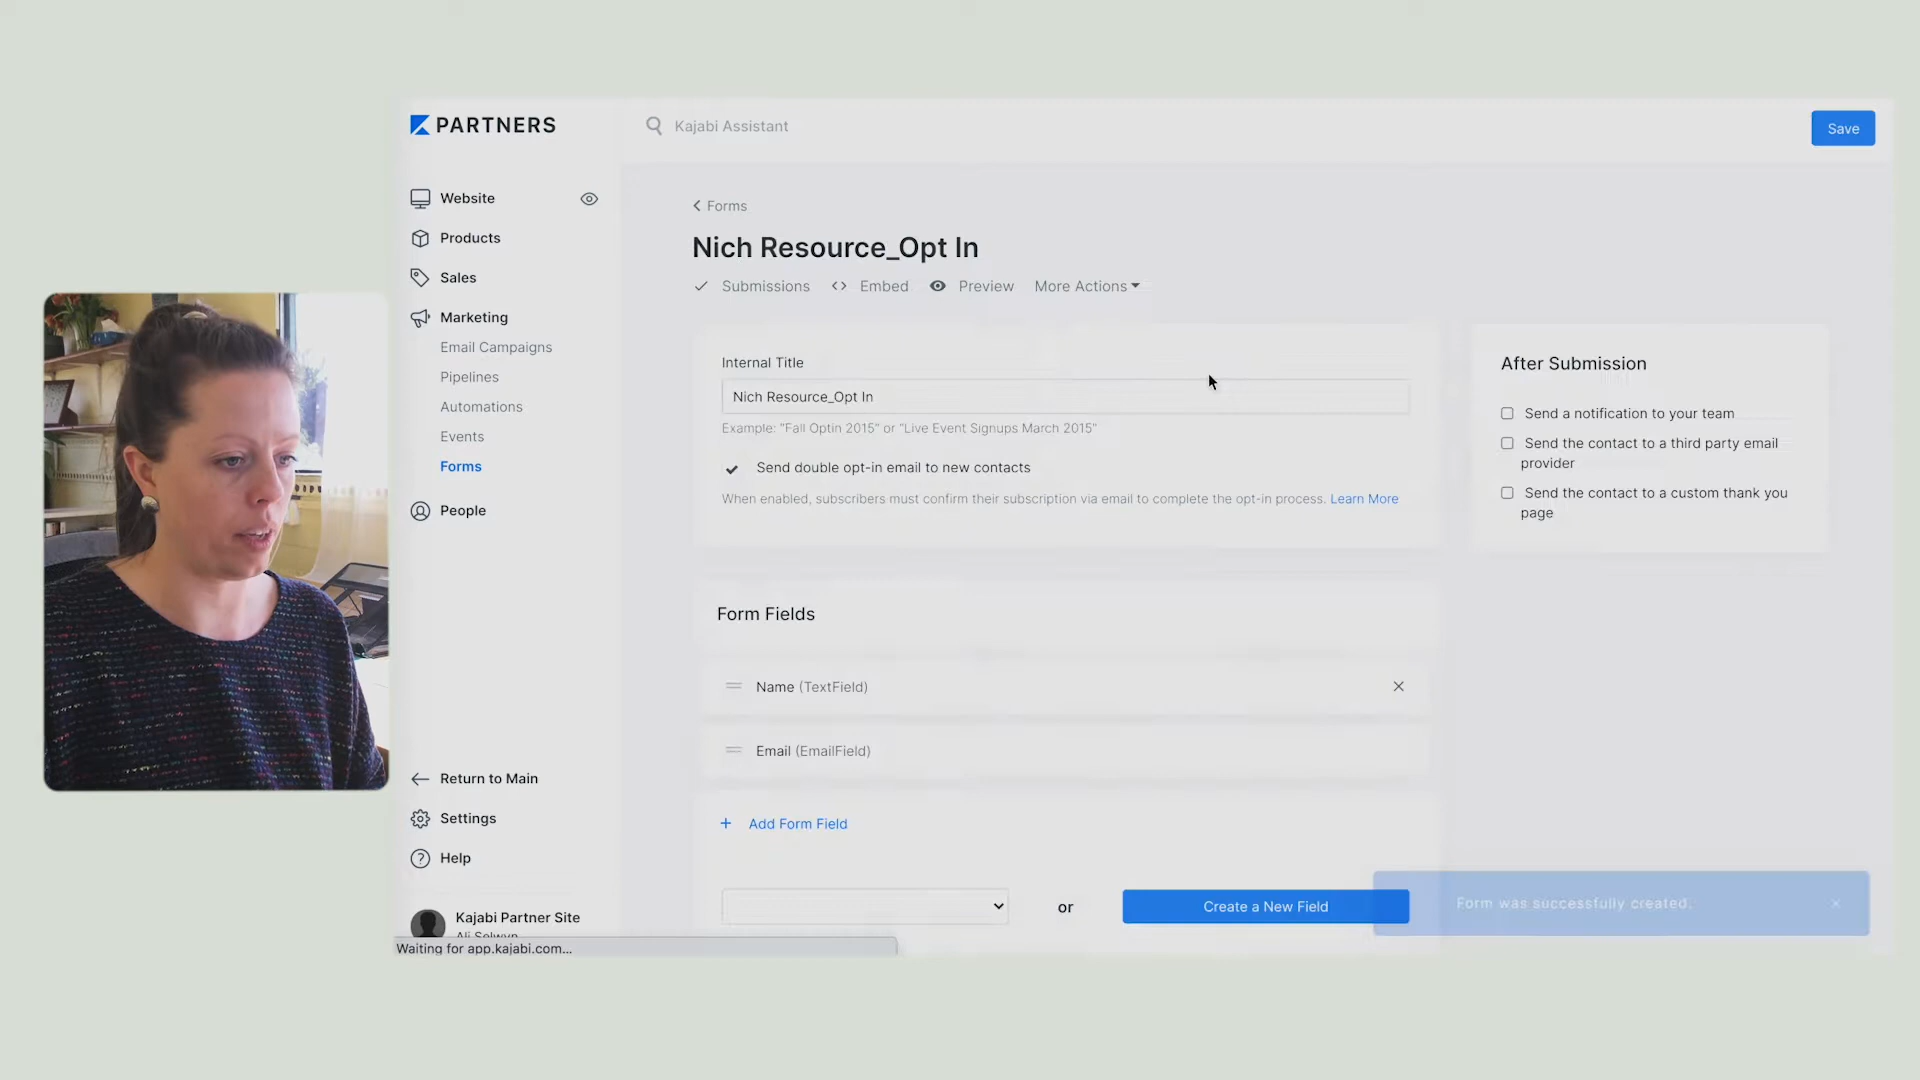 PARTNERS
Kajabi Assistant
Save
Website
Products
Sales
Marketing
Email Campaigns
Pipelines
Automations
Events
Forms
People
Return to Main
Settings
Help
Kajabi Partner Site
Ali Selwyn
Waiting for app.kajabi.com...
Forms
Nich Resource_Opt In
Submissions
Embed
Preview
More Actions
Internal Title
Nich Resource_Opt In
Example: "Fall Optin 2015" or "Live Event Signups March 2015"
Send double opt-in email to new contacts
When enabled, subscribers must confirm their subscription via email to complete the opt-in process. Learn More
Form Fields
Name (TextField)
Email (EmailField)
+ Add Form Field
or
Create a New Field
After Submission
Send a notification to your team
Send the contact to a third party email
provider
Send the contact to a custom thank you
page
Form was successfully created.